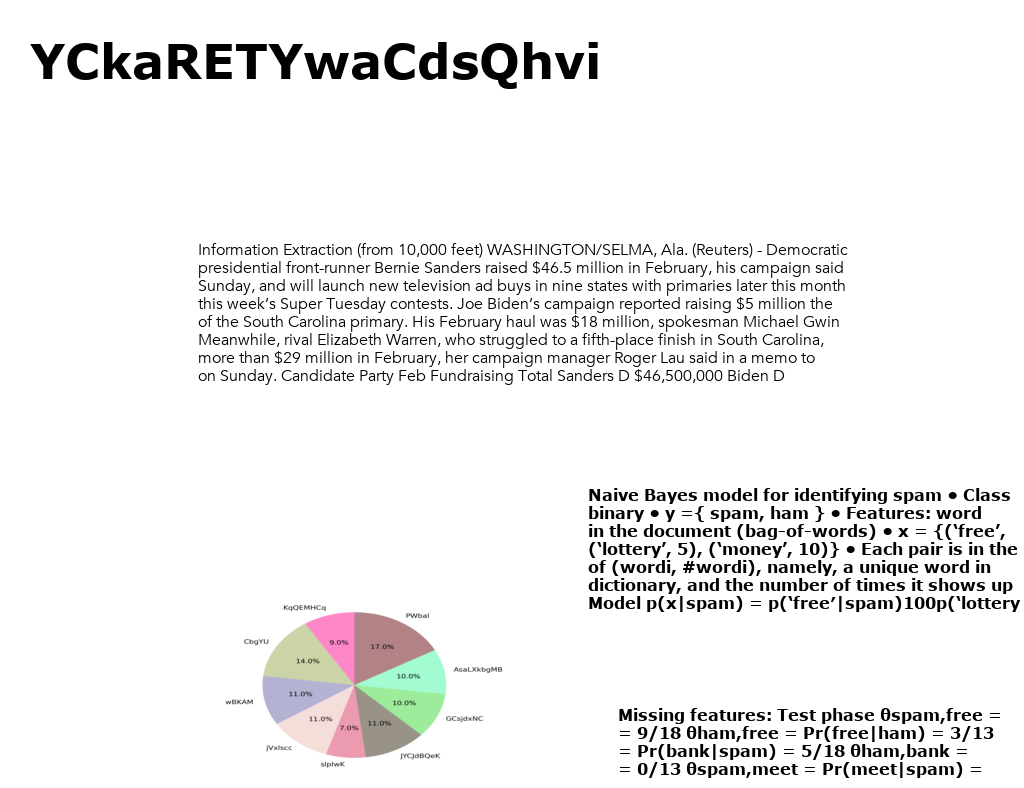 YCkaRETYwaCdsQhvi
Information Extraction (from 10,000 feet) WASHINGTON/SELMA, Ala. (Reuters) - Democratic
presidential front-runner Bernie Sanders raised $46.5 million in February, his campaign said
Sunday, and will launch new television ad buys in nine states with primaries later this month
this week’s Super Tuesday contests. Joe Biden’s campaign reported raising $5 million the
of the South Carolina primary. His February haul was $18 million, spokesman Michael Gwin
Meanwhile, rival Elizabeth Warren, who struggled to a fifth-place finish in South Carolina,
more than $29 million in February, her campaign manager Roger Lau said in a memo to
on Sunday. Candidate Party Feb Fundraising Total Sanders D $46,500,000 Biden D
Naive Bayes model for identifying spam • Class
binary • y ={ spam, ham } • Features: word
in the document (bag-of-words) • x = {(‘free’,
(‘lottery’, 5), (‘money’, 10)} • Each pair is in the
of (wordi, #wordi), namely, a unique word in
dictionary, and the number of times it shows up
Model p(x|spam) = p(‘free’|spam)100p(‘lottery
KqQEMHCq
PWbal
9.0%
17.0%
CbgYU
14.0%
AsaLXkbgMB
10.0%
wBKAM
11.0%
10.0%
GCsjdxNC
11.0%
7.0%
11.0%
jVxlscc
JYCJdBQeK
Missing features: Test phase θspam,free =
= 9/18 θham,free = Pr(free|ham) = 3/13
= Pr(bank|spam) = 5/18 θham,bank =
= 0/13 θspam,meet = Pr(meet|spam) =